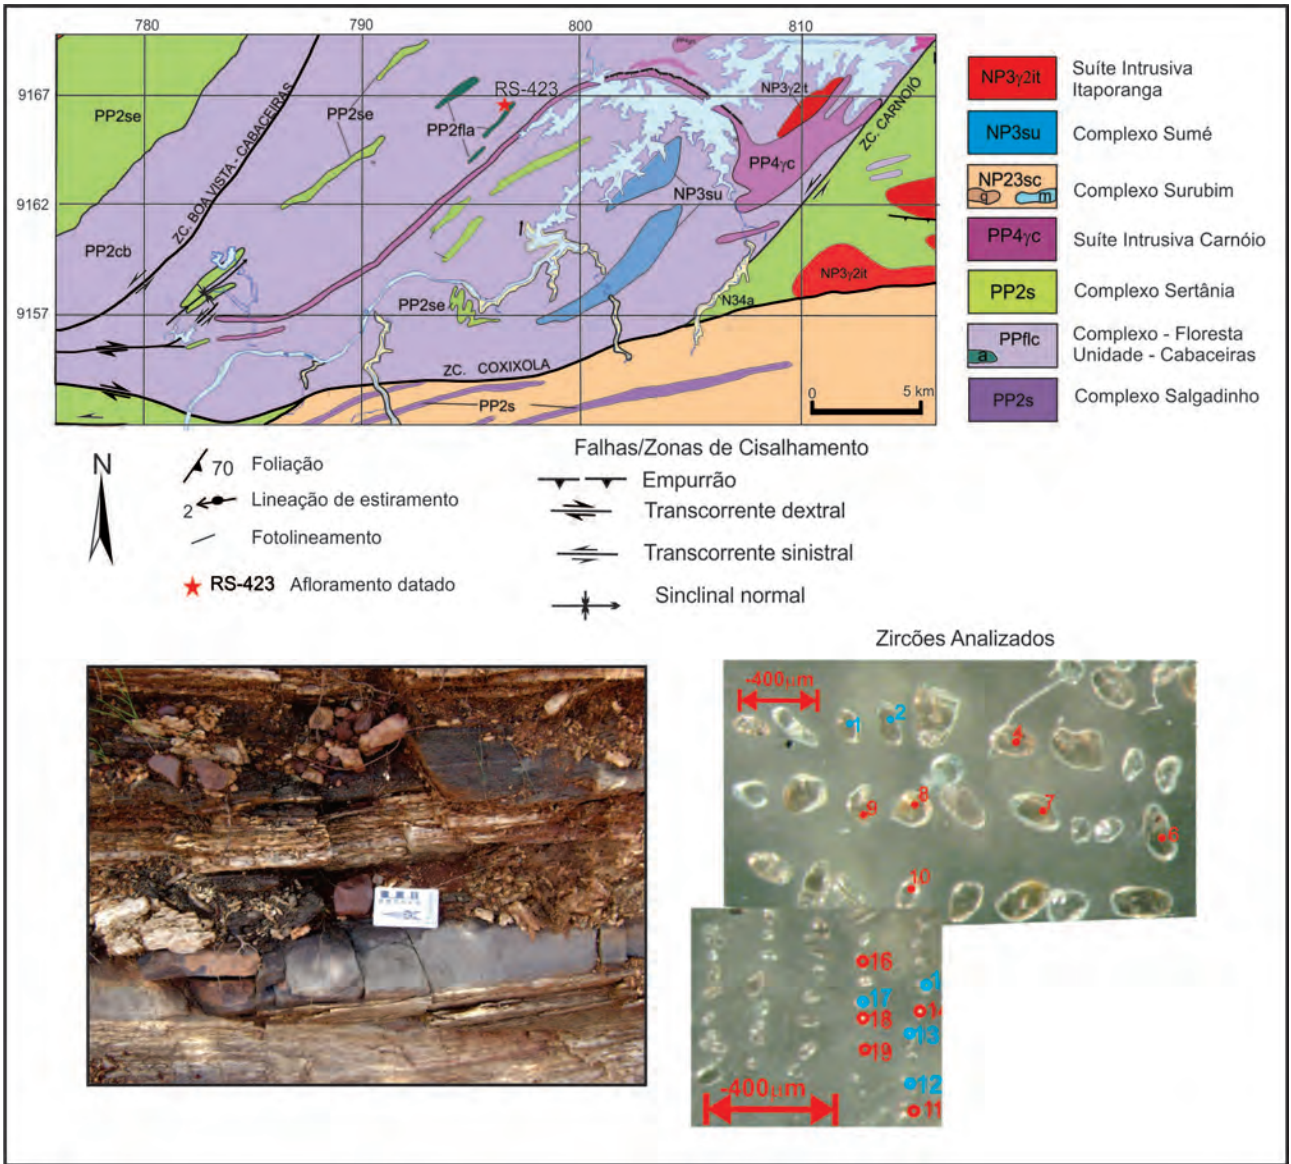 780
790
800
810
9167
9162
9157
PP2se
PP2se
PP2fla
RS-423
NP3γ2it
ZC. CARNOIÓ
ZC. BOA VISTA - CABACEIRAS
PP4γc
NP3su
PP2cb
PP2se
N34a
NP3γ2it
ZC. COXIXOLA
PP2s
0 5 km
NP3γ2it Suíte Intrusiva
Itaporanga
NP3su Complexo Sumé
NP23sc Complexo Surubim
g m
PP4γc Suíte Intrusiva Carnóio
PP2s Complexo Sertânia
PPflc Complexo - Floresta
a Unidade - Cabaceiras
PP2s Complexo Salgadinho
N
70 Foliação
2 Lineação de estiramento
Fotolineamento
RS-423 Afloramento datado
Falhas/Zonas de Cisalhamento
Empurrão
Transcorrente dextral
Transcorrente sinistral
Sinclinal normal
Zircões Analizados
-400µm
1
2
4
9
8
7
6
10
16
17
18
19
13
12
11
-400µm